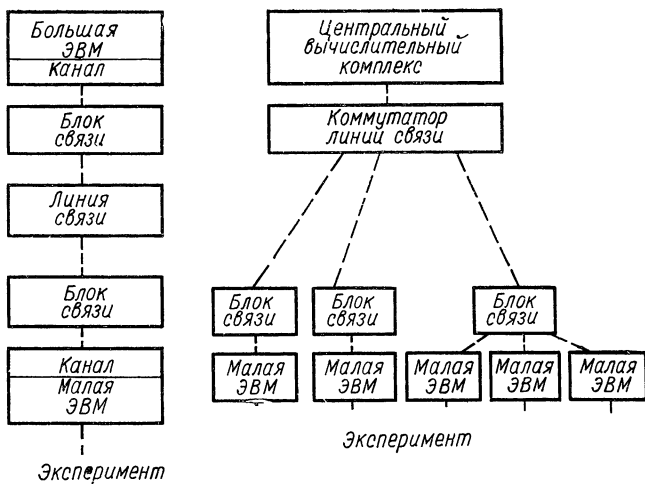 Большая
ЭВМ
Канал
Блок
связи
Линия
связи
Блок
связи
Канал
Малая
ЭВМ
Эксперимент
Центральный
вычислительный
комплекс
Коммутатор
линий связи
Блок
связи
Блок
связи
Блок
связи
Малая
ЭВМ
Малая
ЭВМ
Малая
ЭВМ
Малая
ЭВМ
Малая
ЭВМ
Эксперимент